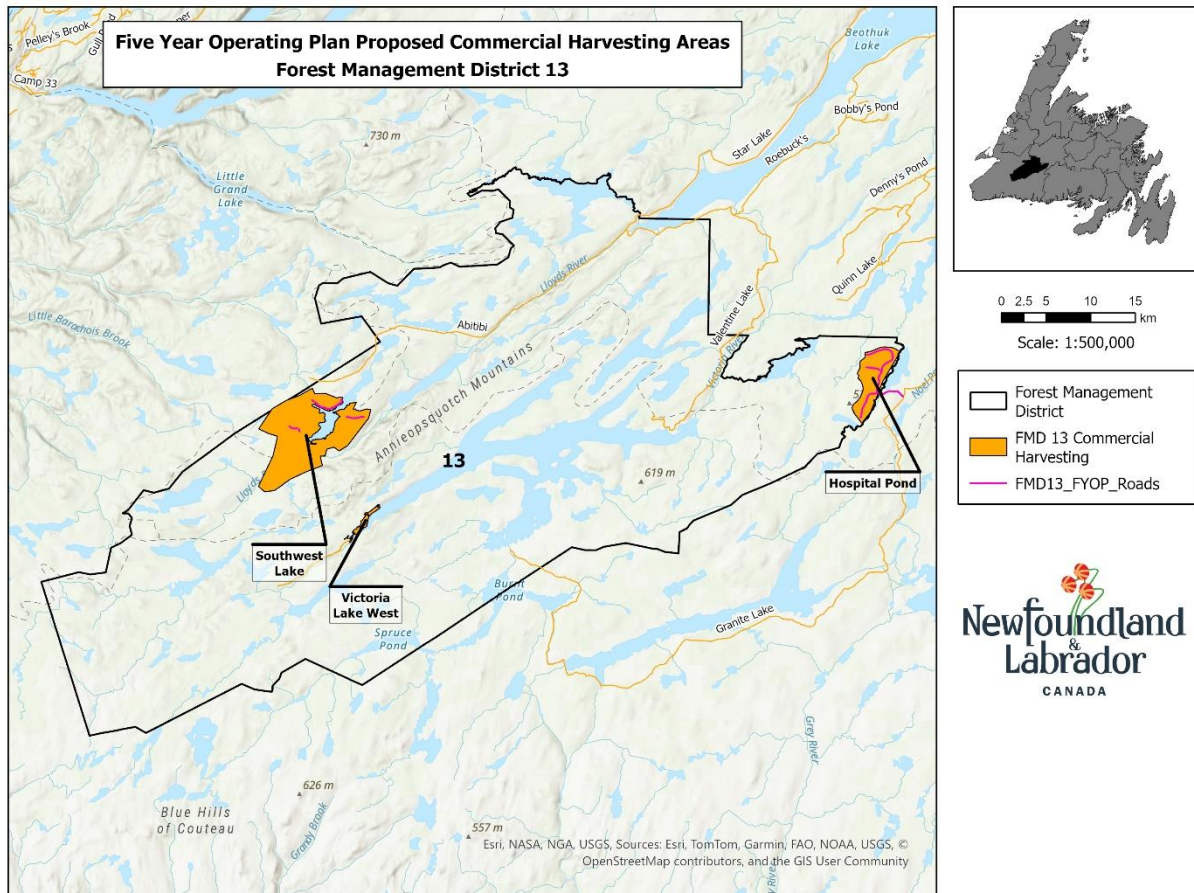 Five Year Operating Plan Proposed Commercial Harvesting Areas
Forest Management District 13
Pelley's Brook
Camp 33
730 m
Little
Grand
Lake
Beothuk
Lake
Bobby's Pond
Star Lake
Roebuck's
Denny's Pond
Quinn Lake
Lloyds River
Valentine Lake
Victoria River
Abitibi
Little Barachois Brook
Annieopsquotch Mountains
13
619 m
Hospital Pond
Lloyds
Southwest
Lake
Victoria
Lake West
Burnt
Pond
Spruce
Pond
Granite Lake
Grey River
626 m
Blue Hills
of Couteau
Grandy Brook
557 m
Esri, NASA, NGA, USGS, Sources: Esri, TomTom, Garmin, FAO, NOAA, USGS, ©
OpenStreetMap contributors, and the GIS User Community
0 2.5 5 10 15
km
Scale: 1:500,000
Forest Management
District
FMD 13 Commercial
Harvesting
FMD13_FYOP_Roads
Newfoundland
&
Labrador
CANADA